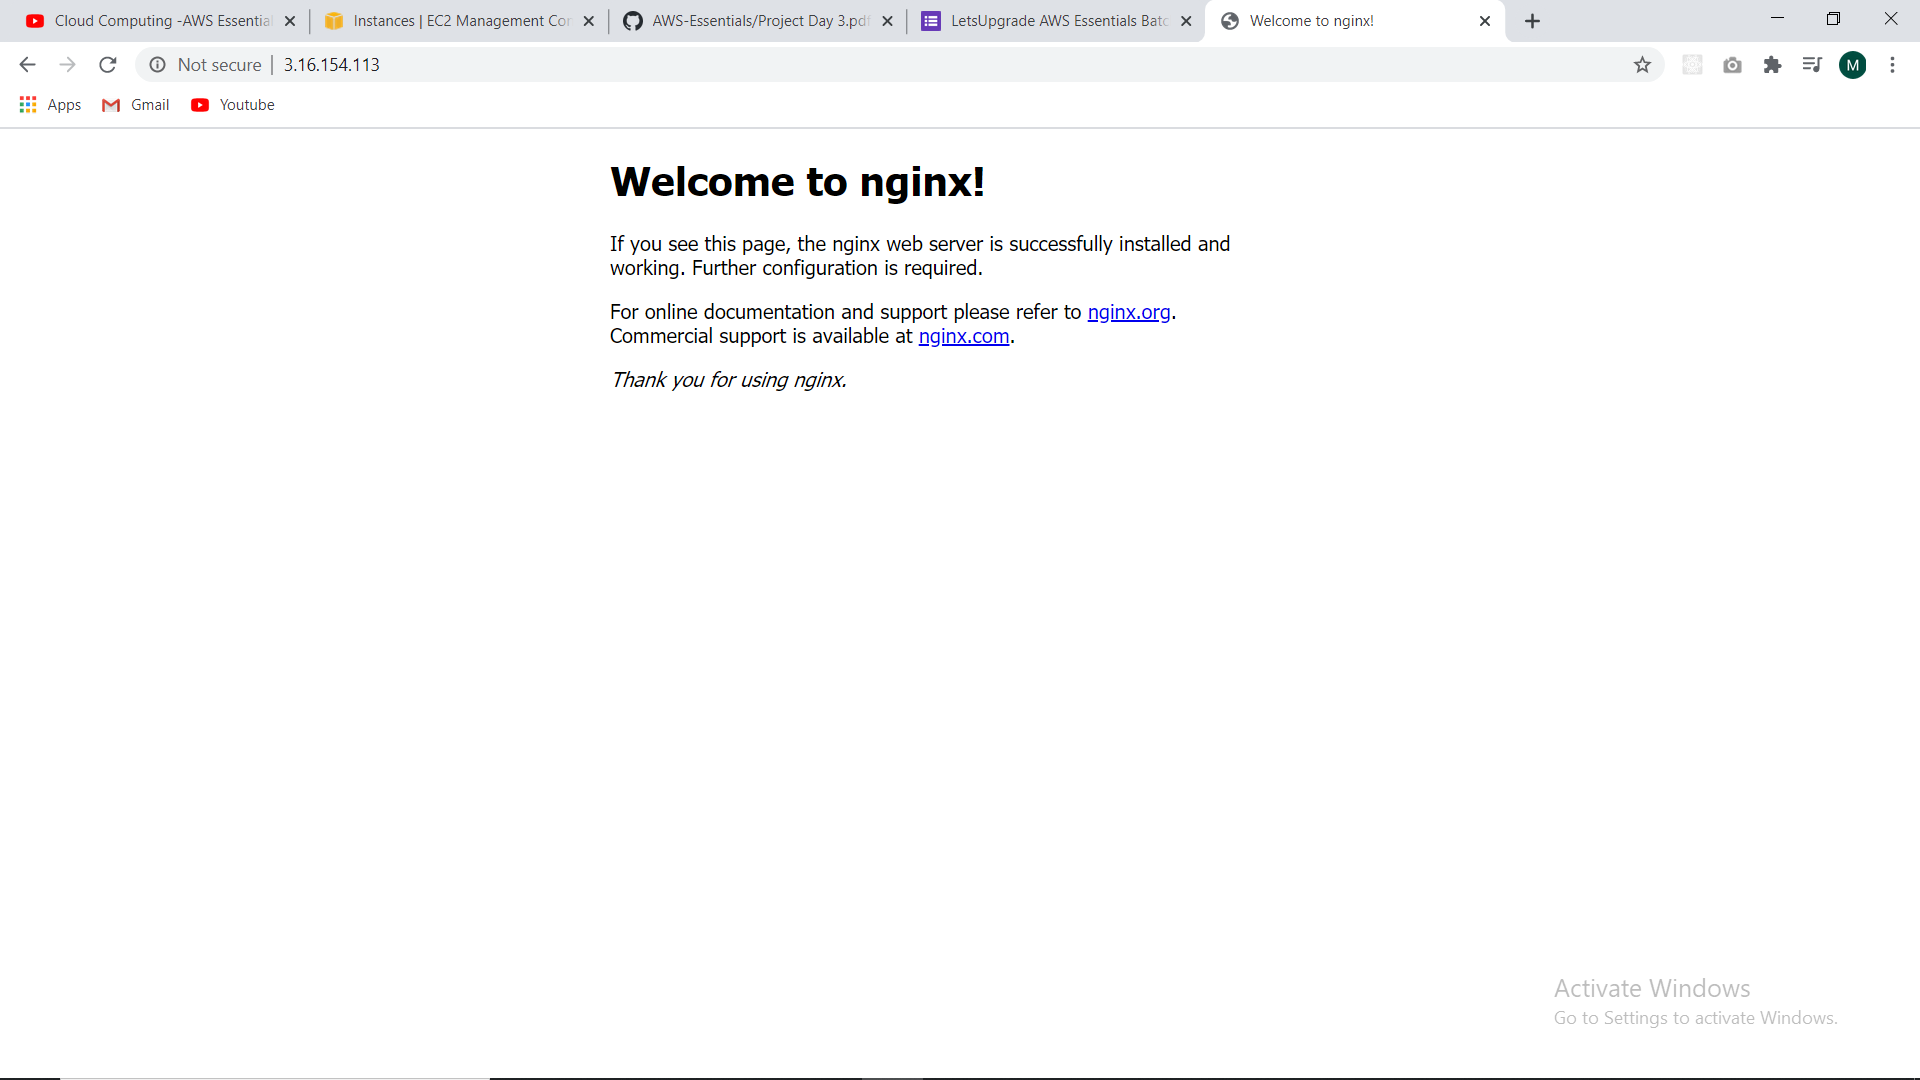 Cloud Computing -AWS Essential
Instances | EC2 Management Con
AWS-Essentials/Project Day 3.pdf
LetsUpgrade AWS Essentials Batc
Welcome to nginx!
Not secure
3.16.154.113
M
Apps
Gmail
Youtube
Welcome to nginx!
If you see this page, the nginx web server is successfully installed and
working. Further configuration is required.
For online documentation and support please refer to nginx.org.
Commercial support is available at nginx.com.
Thank you for using nginx.
Activate Windows
Go to Settings to activate Windows.